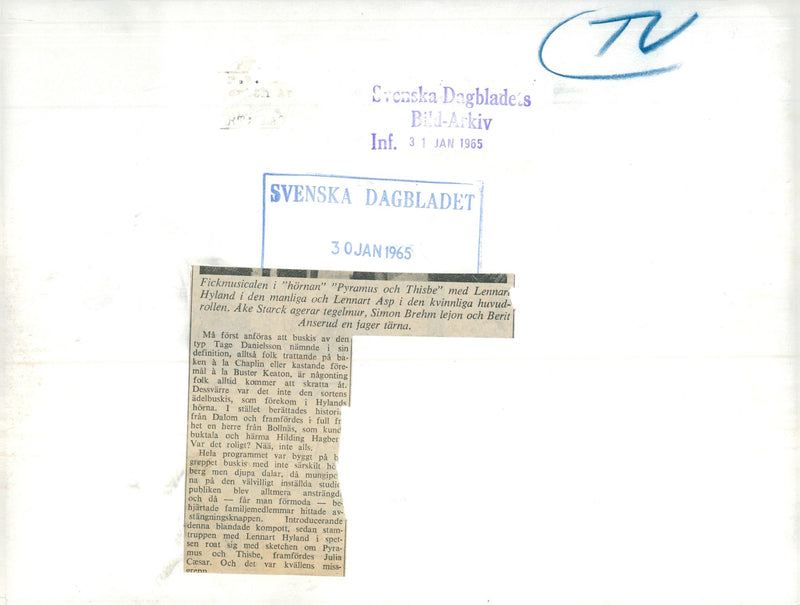 TV
Svenska Dagbladets
Bild-Arkiv
Inf. 31 JAN 1965
SVENSKA DAGBLADET
30 JAN 1965
Fickmusicalen i "hörnan" "Pyramus och Thisbe" med Lennart
Hyland i den manliga och Lennart Asp i den kvinnliga huvud-
rollen. Åke Starck agerar tegelmur, Simon Brehm lejon och Berit
Anserud en jager tärna.
Må först anföras att buskis av den
typ Tage Danielsson nämnde i sin
definition, alltså folk trattande på ba-
ken à la Chaplin eller kastande före-
mål à la Buster Keaton, är någonting
folk alltid kommer att skratta åt.
Dessvärre var det inte den sortens
ädelbuskis, som förekom i Hylands
hörna. I stället berättades histori
från Dalom och framfördes i full fr
het en herre från Bollnäs, som kund
buktala och härma Hilding Hagber
Var det roligt? Nää, inte alls.
Hela programmet var byggt på b
greppet buskis med inte särskilt hö
berg men djupa dalar, då mungipo
na på den välvilligt inställda studio
publiken blev alltmera ansträngd
och då — får man förmoda — be-
hjärtade familjemedlemmar hittade av-
stängningsknappen. Introducerande
denna blandade kompott, sedan stam-
truppen med Lennart Hyland i spet-
sen roat sig med sketchen om Pyra-
mus och Thisbe, framfördes Julia
Cæsar. Och det var kvällens miss-
grepp